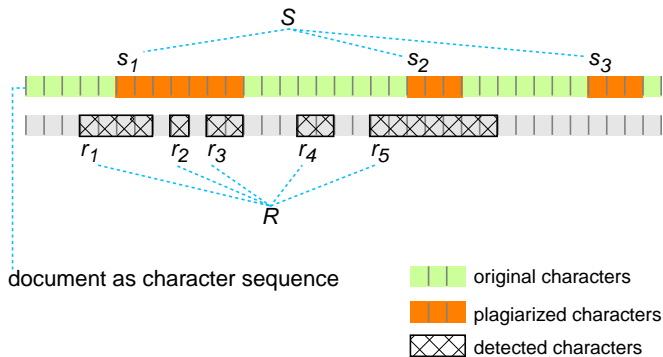 S
s1 s2 s3
r1 r2 r3 r4 r5
R
document as character sequence
original characters
plagiarized characters
detected characters